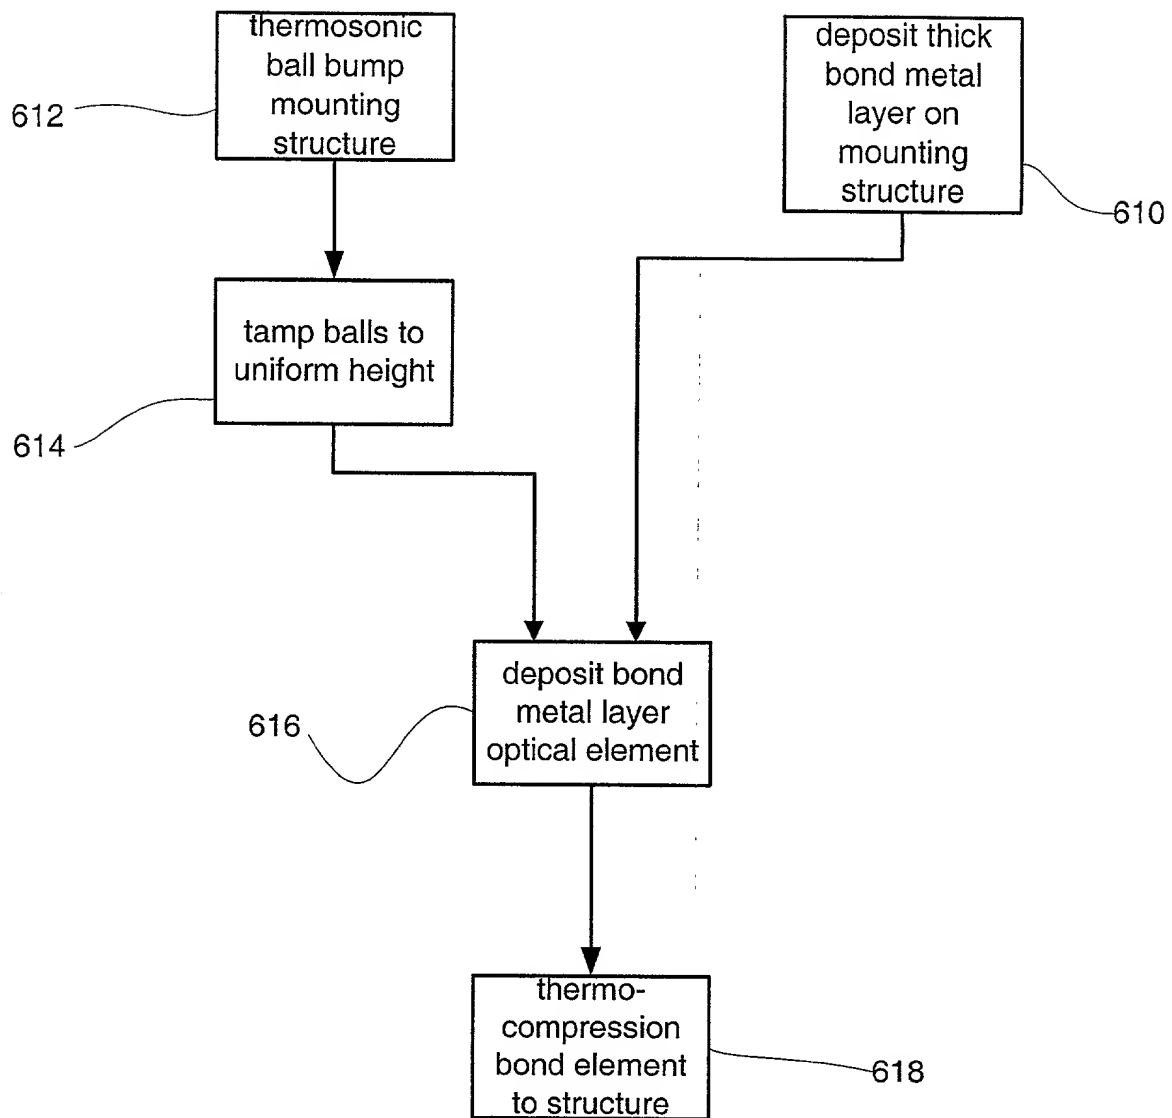 thermosonic
ball bump
mounting
structure
612
deposit thick
bond metal
layer on
mounting
structure
610
tamp balls to
uniform height
614
deposit bond
metal layer
optical element
616
thermo-
compression
bond element
to structure
618